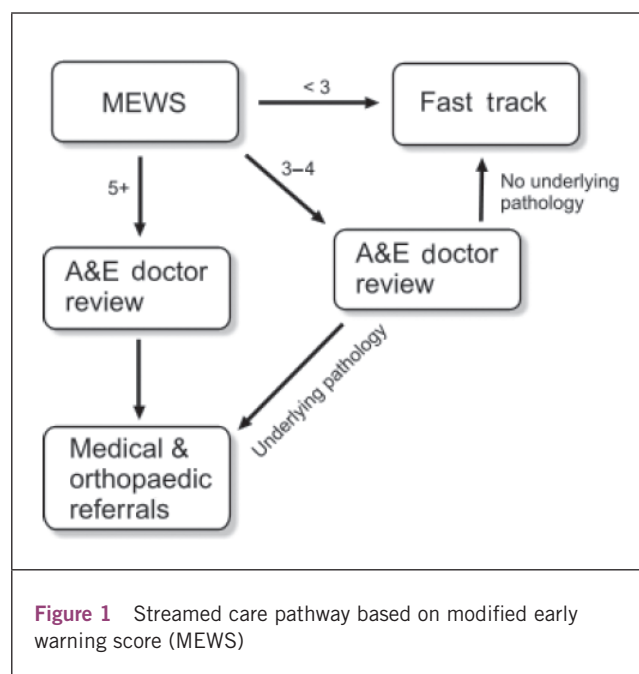 MEWS
< 3
Fast track
5+
3–4
No underlying
pathology
A&E doctor
review
A&E doctor
review
Underlying pathology
Medical &
orthopaedic
referrals
Figure 1 Streamed care pathway based on modified early
warning score (MEWS)